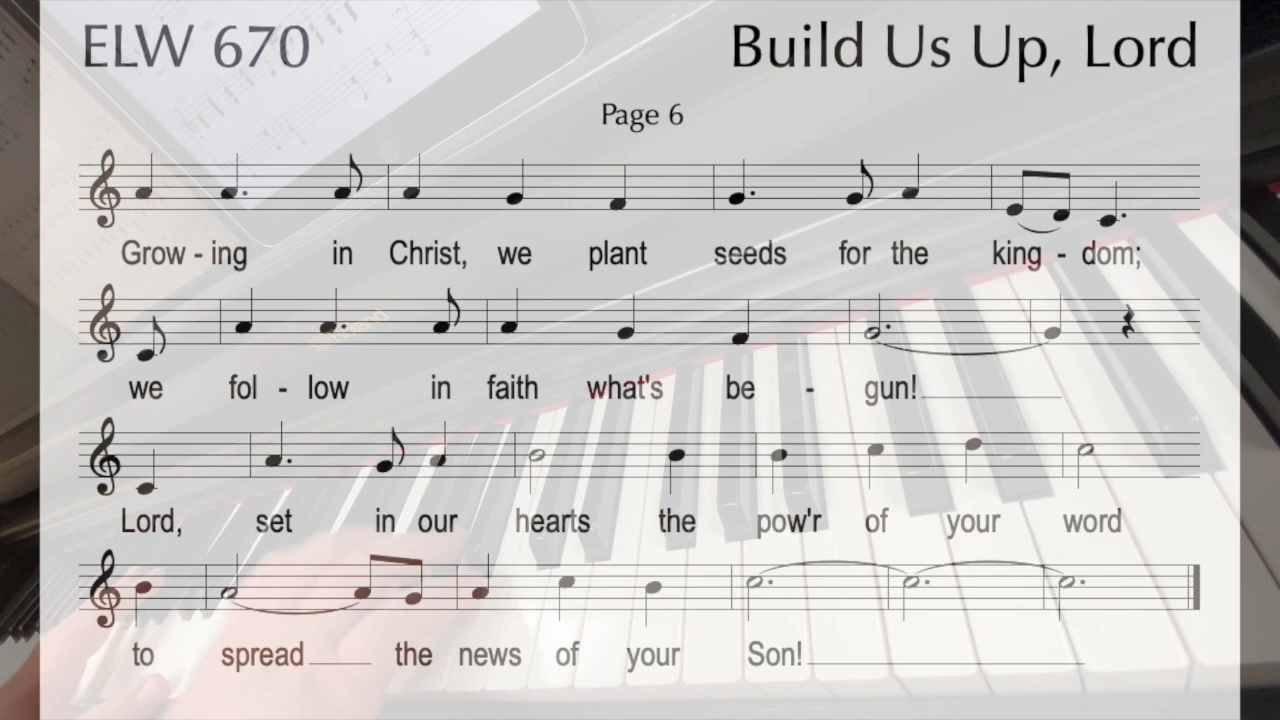 ELW 670
Build Us Up, Lord
Page 6
Grow - ing in Christ, we plant seeds for the king - dom;
we fol - low in faith what's be - gun!
Lord, set in our hearts the pow'r of your word
to spread the news of your Son!